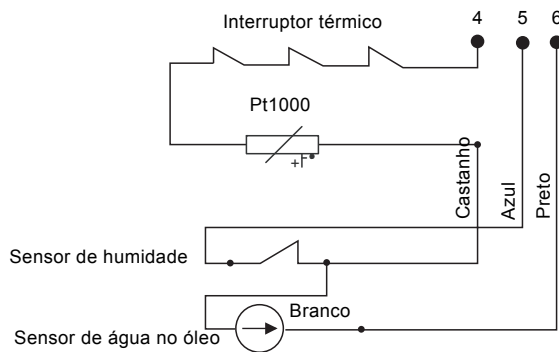 Interruptor térmico
4 5 6
Pt1000
+
Castanho
Azul
Preto
Sensor de humidade
Branco
Sensor de água no óleo